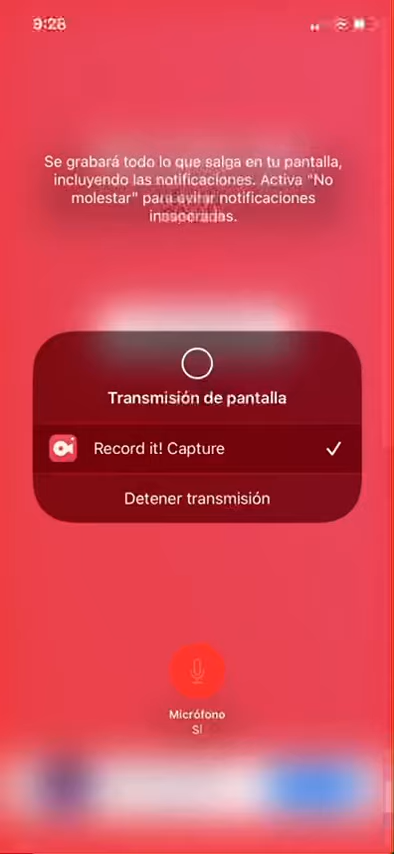 9:28
Se grabará todo lo que salga en tu pantalla,
incluyendo las notificaciones. Activa "No
molestar" para evitar notificaciones
inesperadas.
Transmisión de pantalla
Record it! Capture
Detener transmisión
Micrófono
Sí